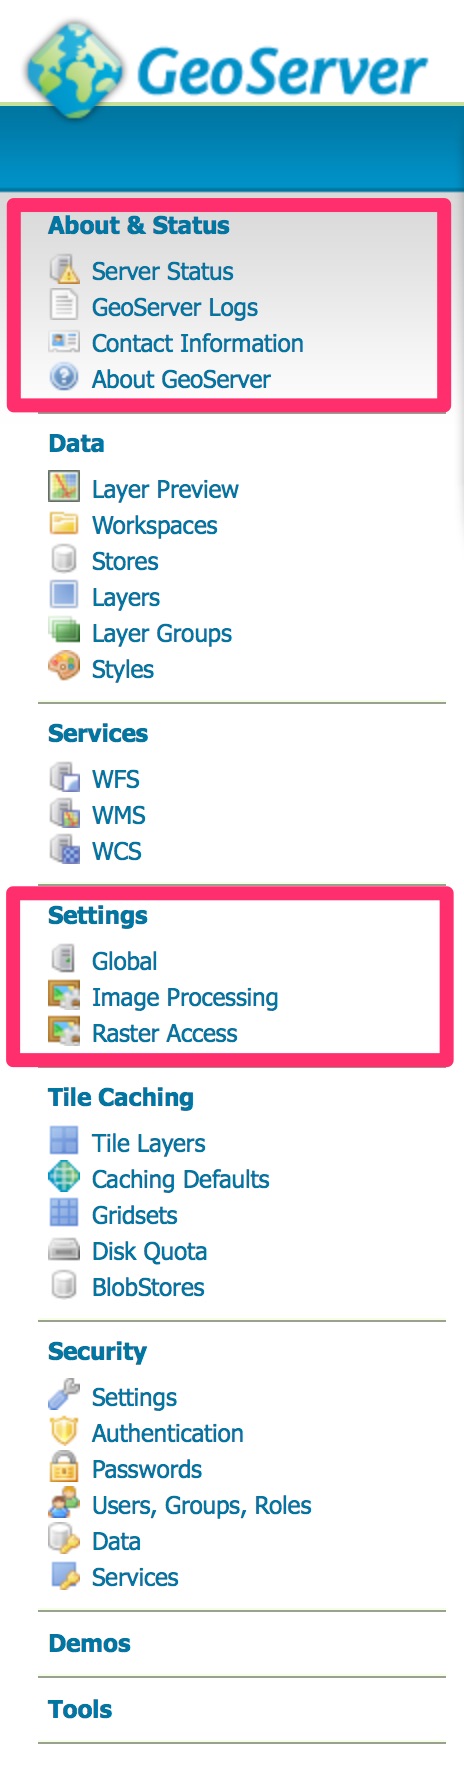 GeoServer
About & Status
Server Status
GeoServer Logs
Contact Information
About GeoServer
Data
Layer Preview
Workspaces
Stores
Layers
Layer Groups
Styles
Services
WFS
WMS
WCS
Settings
Global
Image Processing
Raster Access
Tile Caching
Tile Layers
Caching Defaults
Gridsets
Disk Quota
BlobStores
Security
Settings
Authentication
Passwords
Users, Groups, Roles
Data
Services
Demos
Tools